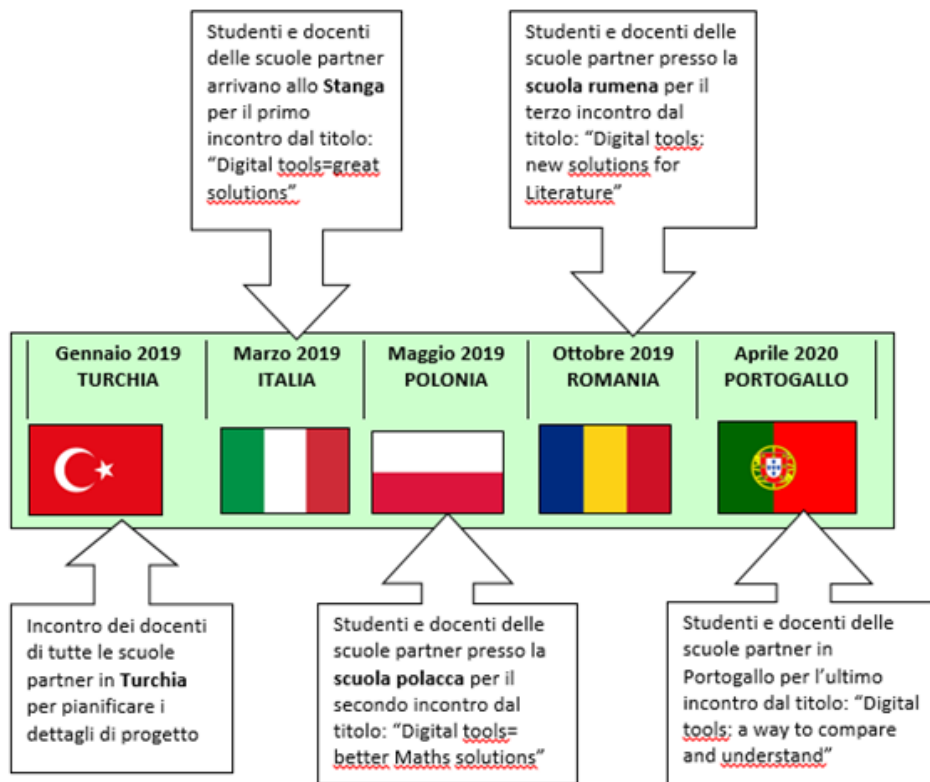 Studenti e docenti
delle scuole partner
arrivano allo Stanga
per il primo
incontro dal titolo:
“Digital tools=great
solutions”
Studenti e docenti delle
scuole partner presso la
scuola rumena per il
terzo incontro dal
titolo: “Digital tools:
new solutions for
Literature”
Gennaio 2019
TURCHIA
Marzo 2019
ITALIA
Maggio 2019
POLONIA
Ottobre 2019
ROMANIA
Aprile 2020
PORTOGALLO
Incontro dei docenti
di tutte le scuole
partner in Turchia
per pianificare i
dettagli di progetto
Studenti e docenti delle
scuole partner presso la
scuola polacca per il
secondo incontro dal
titolo: “Digital tools=
better Maths solutions”
Studenti e docenti delle
scuole partner in
Portogallo per l’ultimo
incontro dal titolo: “Digital
tools: a way to compare
and understand”